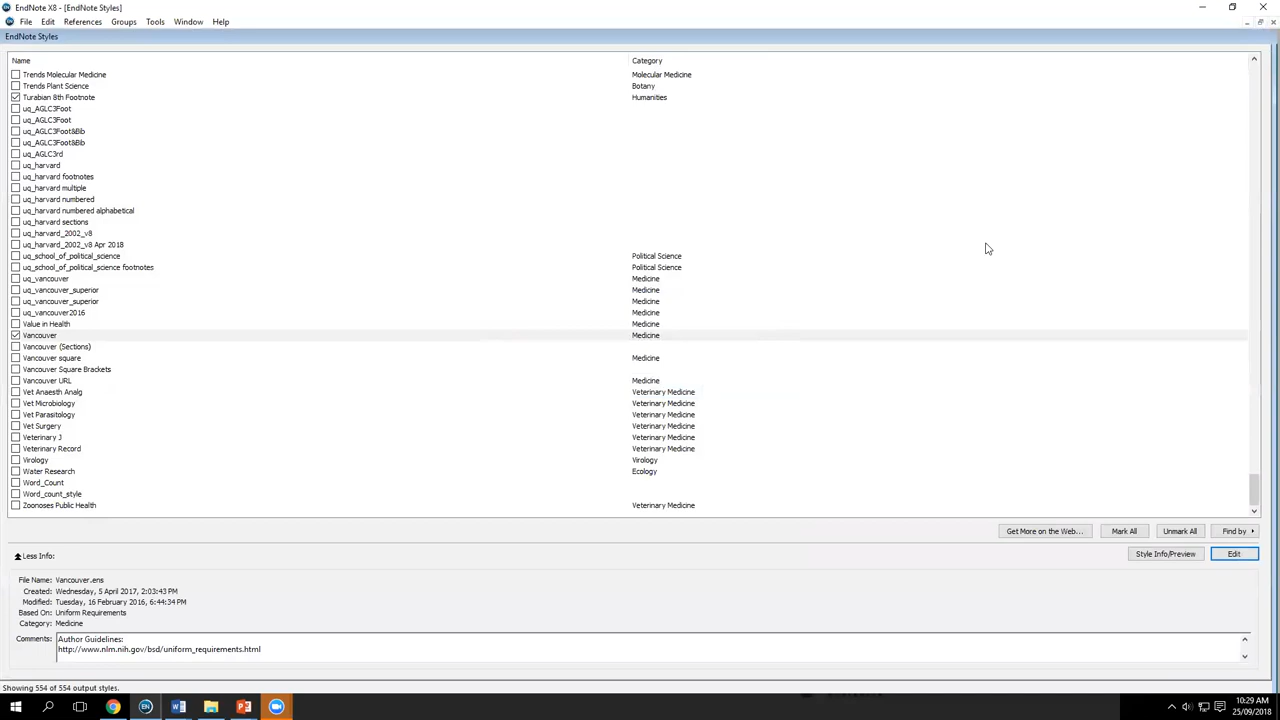 EndNote X8 - [EndNote Styles]
File Edit References Groups Tools Window Help
EndNote Styles
Name Category
Trends Molecular Medicine Molecular Medicine
Trends Plant Science Botany
Turabian 8th Footnote Humanities
uq_AGLC3Foot
uq_AGLC3Foot
uq_AGLC3Foot&Bib
uq_AGLC3Foot&Bib
uq_AGLC3rd
uq_harvard
uq_harvard footnotes
uq_harvard multiple
uq_harvard numbered
uq_harvard numbered alphabetical
uq_harvard sections
uq_harvard_2002_v8
uq_harvard_2002_v8 Apr 2018
uq_school_of_political_science Political Science
uq_school_of_political_science footnotes Political Science
uq_vancouver Medicine
uq_vancouver_superior Medicine
uq_vancouver_superior Medicine
uq_vancouver2016 Medicine
Value in Health Medicine
Vancouver Medicine
Vancouver (Sections)
Vancouver square Medicine
Vancouver Square Brackets
Vancouver URL Medicine
Vet Anaesth Analg Veterinary Medicine
Vet Microbiology Veterinary Medicine
Vet Parasitology Veterinary Medicine
Vet Surgery Veterinary Medicine
Veterinary J Veterinary Medicine
Veterinary Record Veterinary Medicine
Virology Virology
Water Research Ecology
Word_Count
Word_count_style
Zoonoses Public Health Veterinary Medicine
Get More on the Web... Mark All Unmark All Find by
Less Info: Style Info/Preview Edit
File Name: Vancouver.ens
Created: Wednesday, 5 April 2017, 2:03:43 PM
Modified: Tuesday, 16 February 2016, 6:44:34 PM
Based On: Uniform Requirements
Category: Medicine
Comments: Author Guidelines:
http://www.nlm.nih.gov/bsd/uniform_requirements.html
Showing 554 of 554 output styles.
10:29 AM
25/09/2018